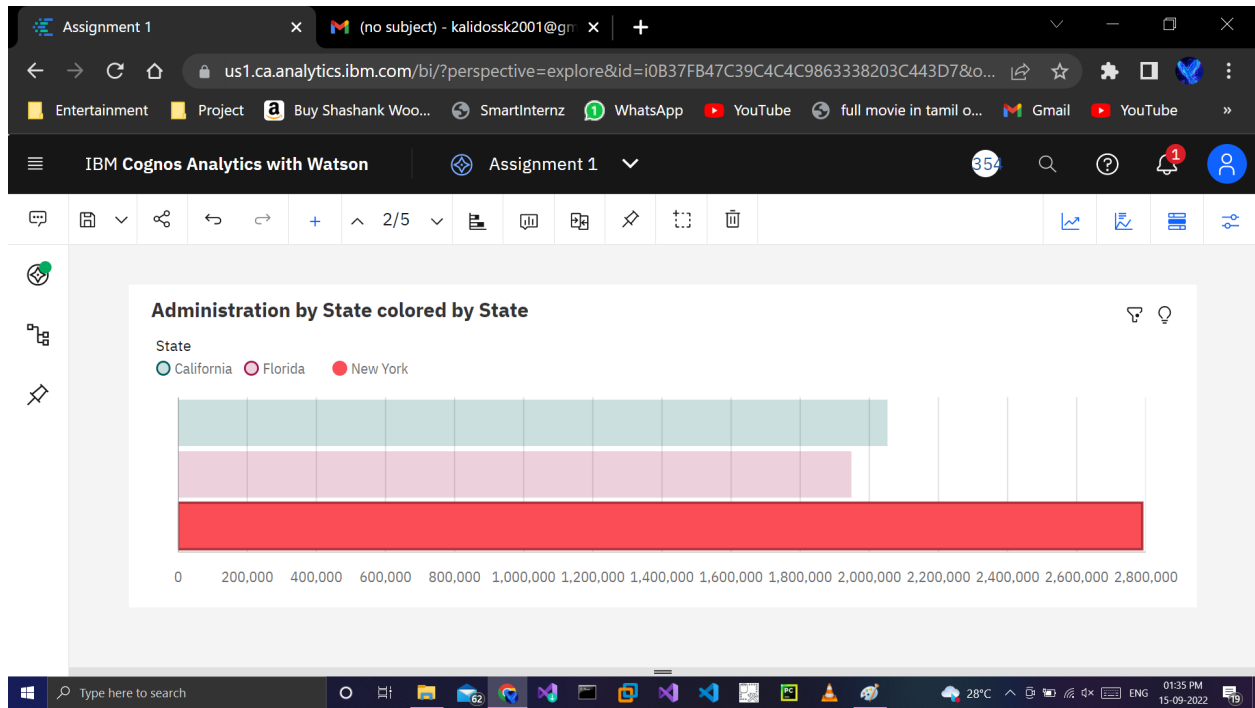 Assignment 1
(no subject) - kalidossk2001@gm
us1.ca.analytics.ibm.com/bi/?perspective=explore&id=i0B37FB47C39C4C4C9863338203C443D7&o...
Entertainment Project Buy Shashank Woo... SmartInternz 1 WhatsApp YouTube full movie in tamil o... Gmail YouTube »
IBM Cognos Analytics with Watson Assignment 1 354 1
2/5
Administration by State colored by State
State
California Florida New York
0 200,000 400,000 600,000 800,000 1,000,000 1,200,000 1,400,000 1,600,000 1,800,000 2,000,000 2,200,000 2,400,000 2,600,000 2,800,000
Type here to search 62 PC 28°C ENG 01:35 PM
15-09-2022 19